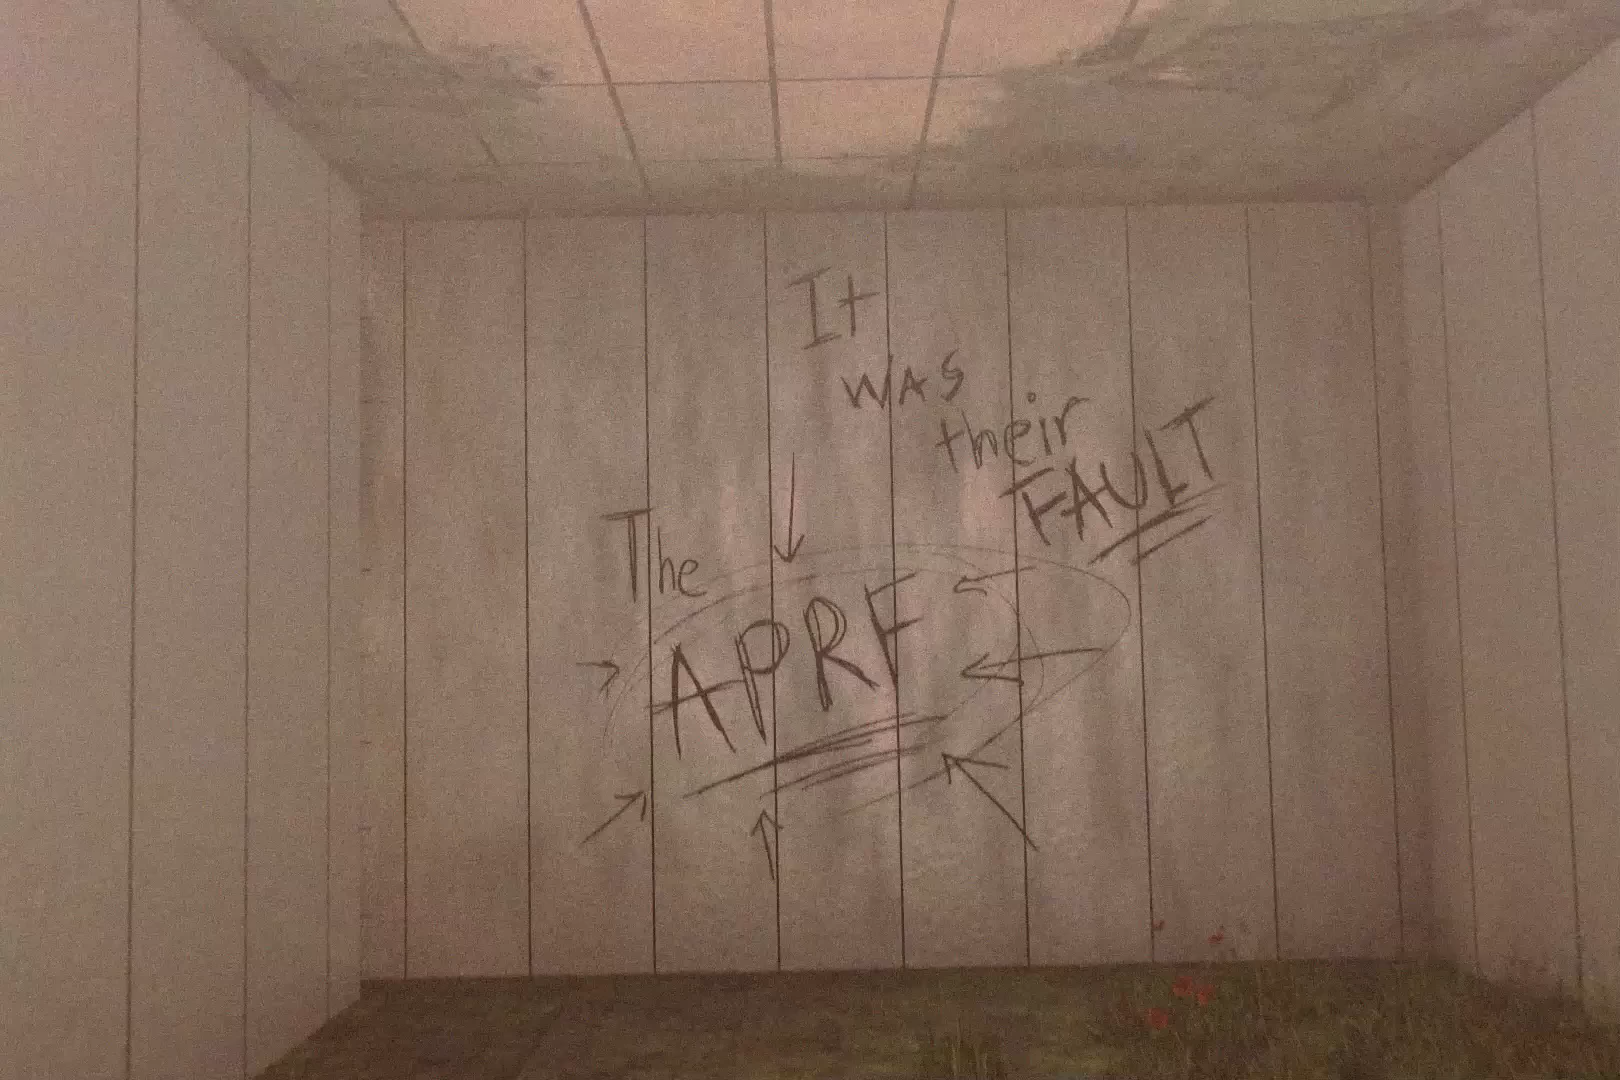 It
was
their
FAULT
The
APRF